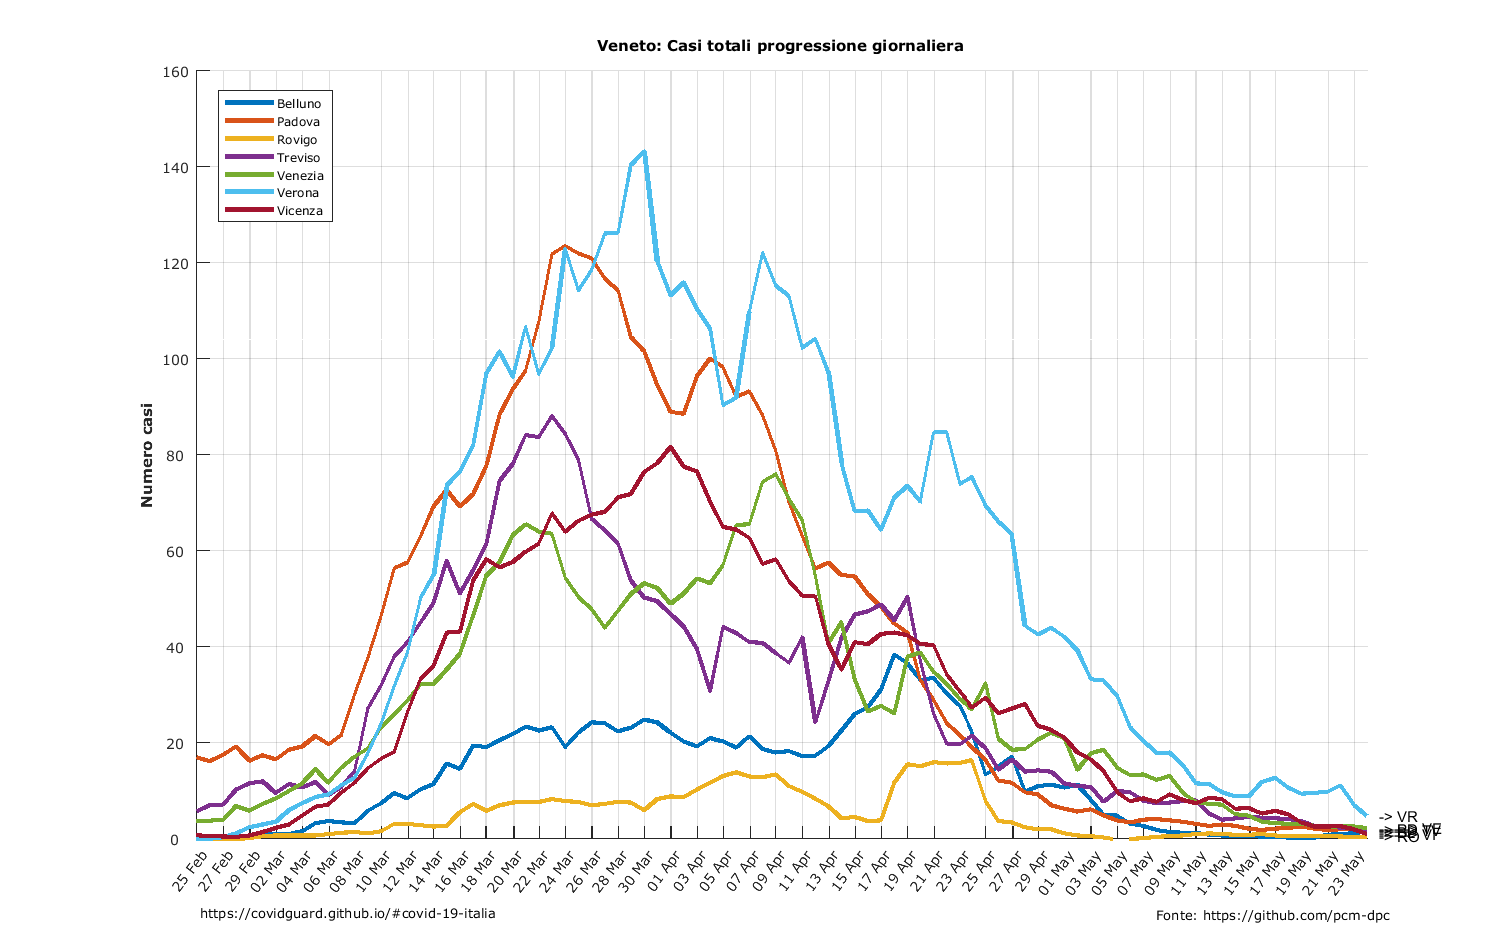 Veneto: Casi totali progressione giornaliera
160
140
120
100
80
60
40
20
0
Numero casi
Belluno
Padova
Rovigo
Treviso
Venezia
Verona
Vicenza
-> VR
25 Feb
27 Feb
29 Feb
02 Mar
04 Mar
06 Mar
08 Mar
10 Mar
12 Mar
14 Mar
16 Mar
18 Mar
20 Mar
22 Mar
24 Mar
26 Mar
28 Mar
30 Mar
01 Apr
03 Apr
05 Apr
07 Apr
09 Apr
11 Apr
13 Apr
15 Apr
17 Apr
19 Apr
21 Apr
23 Apr
25 Apr
27 Apr
29 Apr
01 May
03 May
05 May
07 May
09 May
11 May
13 May
15 May
17 May
19 May
21 May
23 May
https://covidguard.github.io/#covid-19-italia
Fonte: https://github.com/pcm-dpc